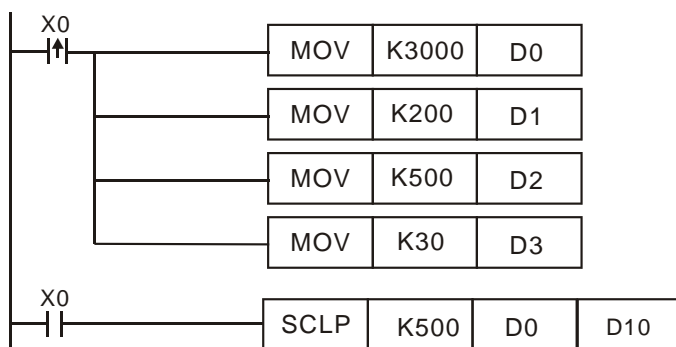 X0
MOV K3000 D0
MOV K200 D1
MOV K500 D2
MOV K30 D3
X0
SCLP K500 D0 D10